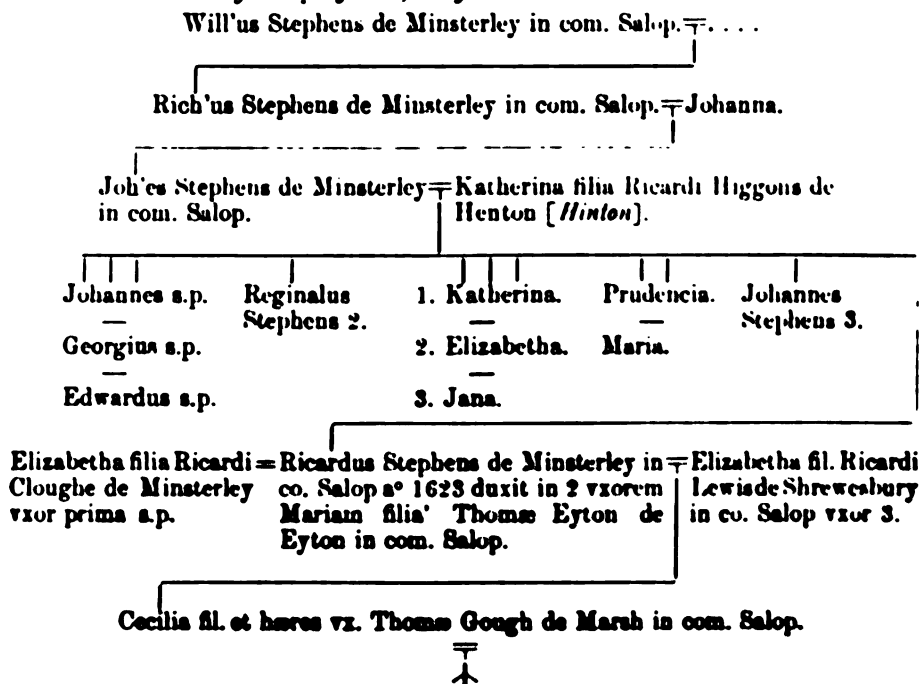 Will'us Stephens de Minsterley in com. Salop.=. . . .
Rich'us Stephens de Minsterley in com. Salop.=Johanna.
Joh'es Stephens de Minsterley=Katherina filia Ricardi Higgons de
in com. Salop. Henton [Hinton].
Johannes s.p. Reginalus 1. Katherina. Prudencia. Johannes
Stephens 2. Stephens 3.
Georgius s.p. 2. Elizabetha. Maria.
Edwardus s.p. 3. Jana.
Elizabetha filia Ricardi=Ricardus Stephens de Minsterley in=Elizabetha fil. Ricardi
Cloughe de Minsterley co. Salop aº 1623 duxit in 2 vxorem Lewis de Shrewesbury
vxor prima s.p. Mariam filia' Thomæ Eyton de in co. Salop vxor 3.
Eyton in com. Salop.
Cecilia fil. et hæres vx. Thomæ Gough de Marsh in com. Salop.